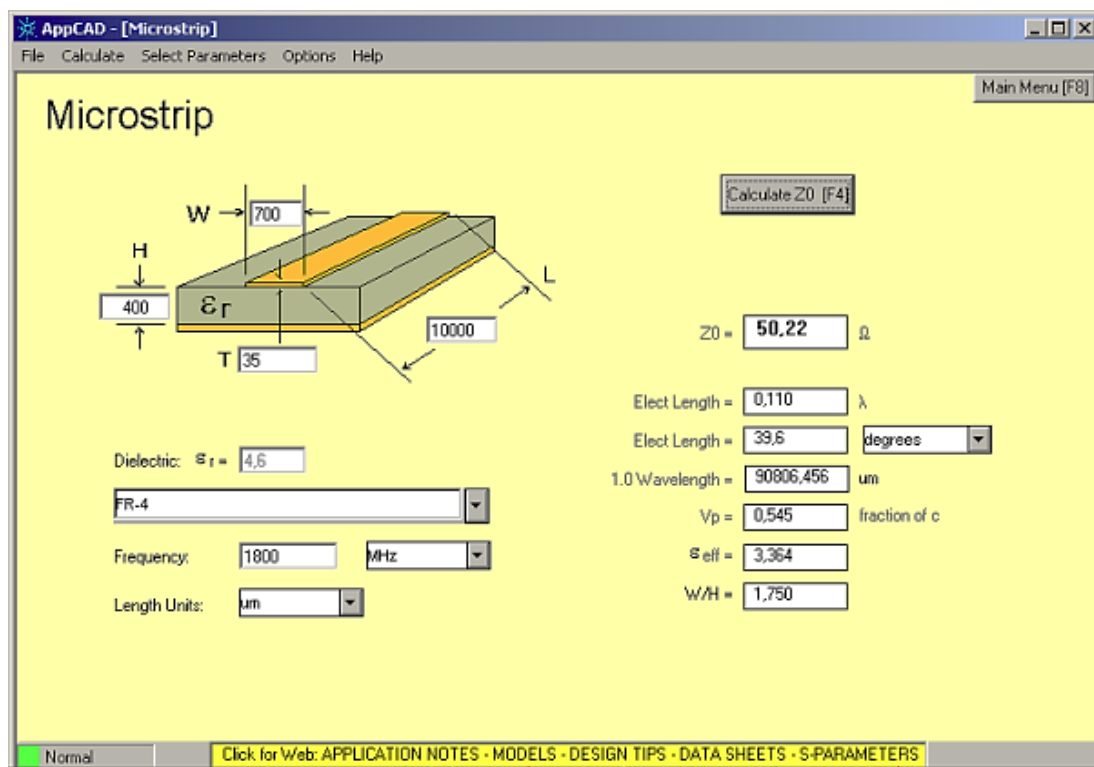 AppCAD - [Microstrip]
File Calculate Select Parameters Options Help
Main Menu [F8]
Microstrip
Calculate Z0 [F4]
W 700
H
400
εr
L
10000
T 35
Z0 = 50,22 Ω
Elect Length = 0,110 λ
Elect Length = 39,6 degrees
1.0 Wavelength = 90806,456 um
Vp = 0,545 fraction of c
εeff = 3,364
W/H = 1,750
Dielectric: εr = 4,6
FR-4
Frequency: 1800 MHz
Length Units: um
Normal
Click for Web: APPLICATION NOTES - MODELS - DESIGN TIPS - DATA SHEETS - S-PARAMETERS